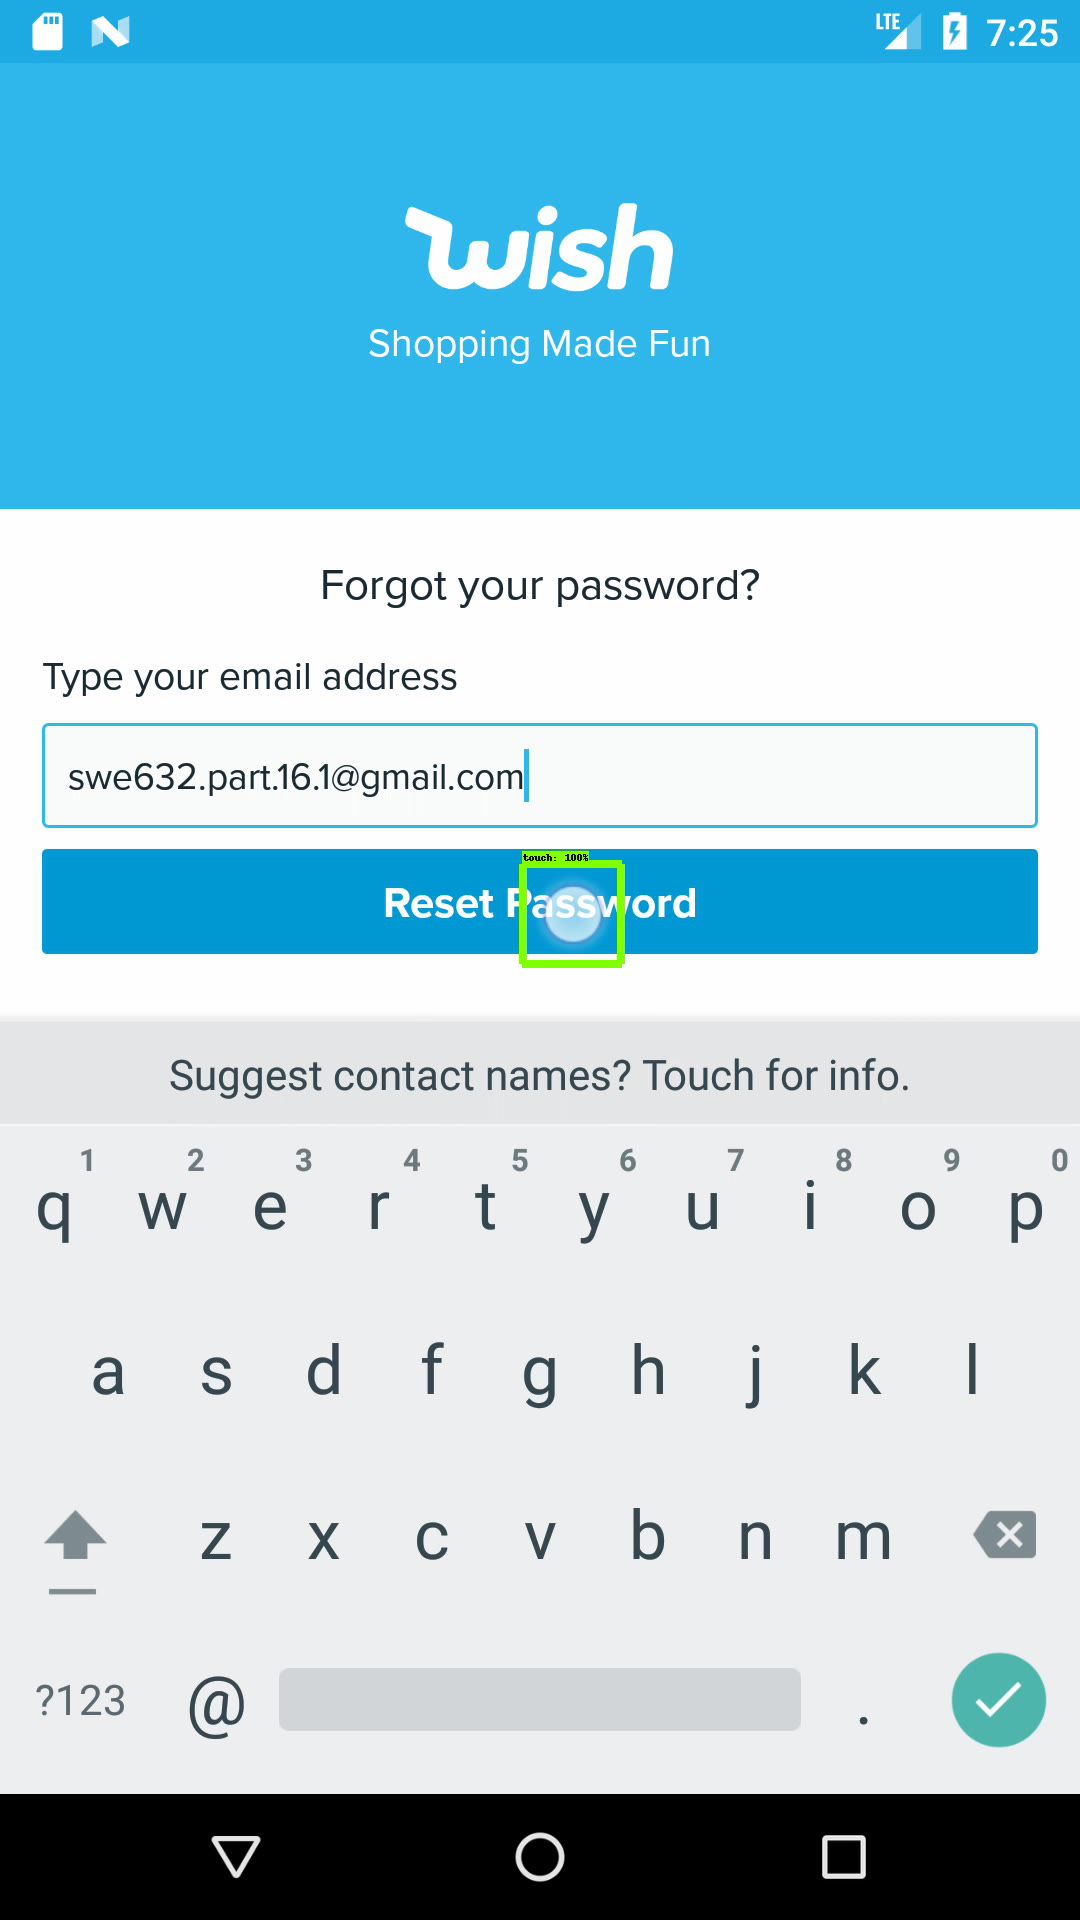 LTE 7:25
wish
Shopping Made Fun
Forgot your password?
Type your email address
swe632.part.16.1@gmail.com
touch: 100%
Reset Password
Suggest contact names? Touch for info.
1 2 3 4 5 6 7 8 9 0
q w e r t y u i o p
a s d f g h j k l
z x c v b n m
?123 @ .